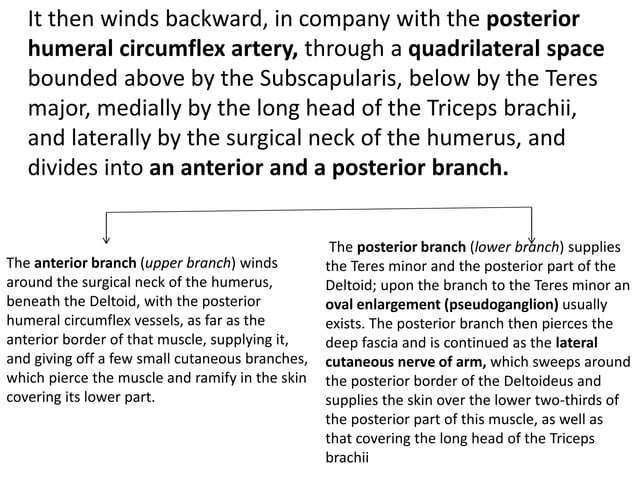 It then winds backward, in company with the posterior
humeral circumflex artery, through a quadrilateral space
bounded above by the Subscapularis, below by the Teres
major, medially by the long head of the Triceps brachii,
and laterally by the surgical neck of the humerus, and
divides into an anterior and a posterior branch.
The anterior branch (upper branch) winds
around the surgical neck of the humerus,
beneath the Deltoid, with the posterior
humeral circumflex vessels, as far as the
anterior border of that muscle, supplying it,
and giving off a few small cutaneous branches,
which pierce the muscle and ramify in the skin
covering its lower part.
The posterior branch (lower branch) supplies
the Teres minor and the posterior part of the
Deltoid; upon the branch to the Teres minor an
oval enlargement (pseudoganglion) usually
exists. The posterior branch then pierces the
deep fascia and is continued as the lateral
cutaneous nerve of arm, which sweeps around
the posterior border of the Deltoideus and
supplies the skin over the lower two-thirds of
the posterior part of this muscle, as well as
that covering the long head of the Triceps
brachii